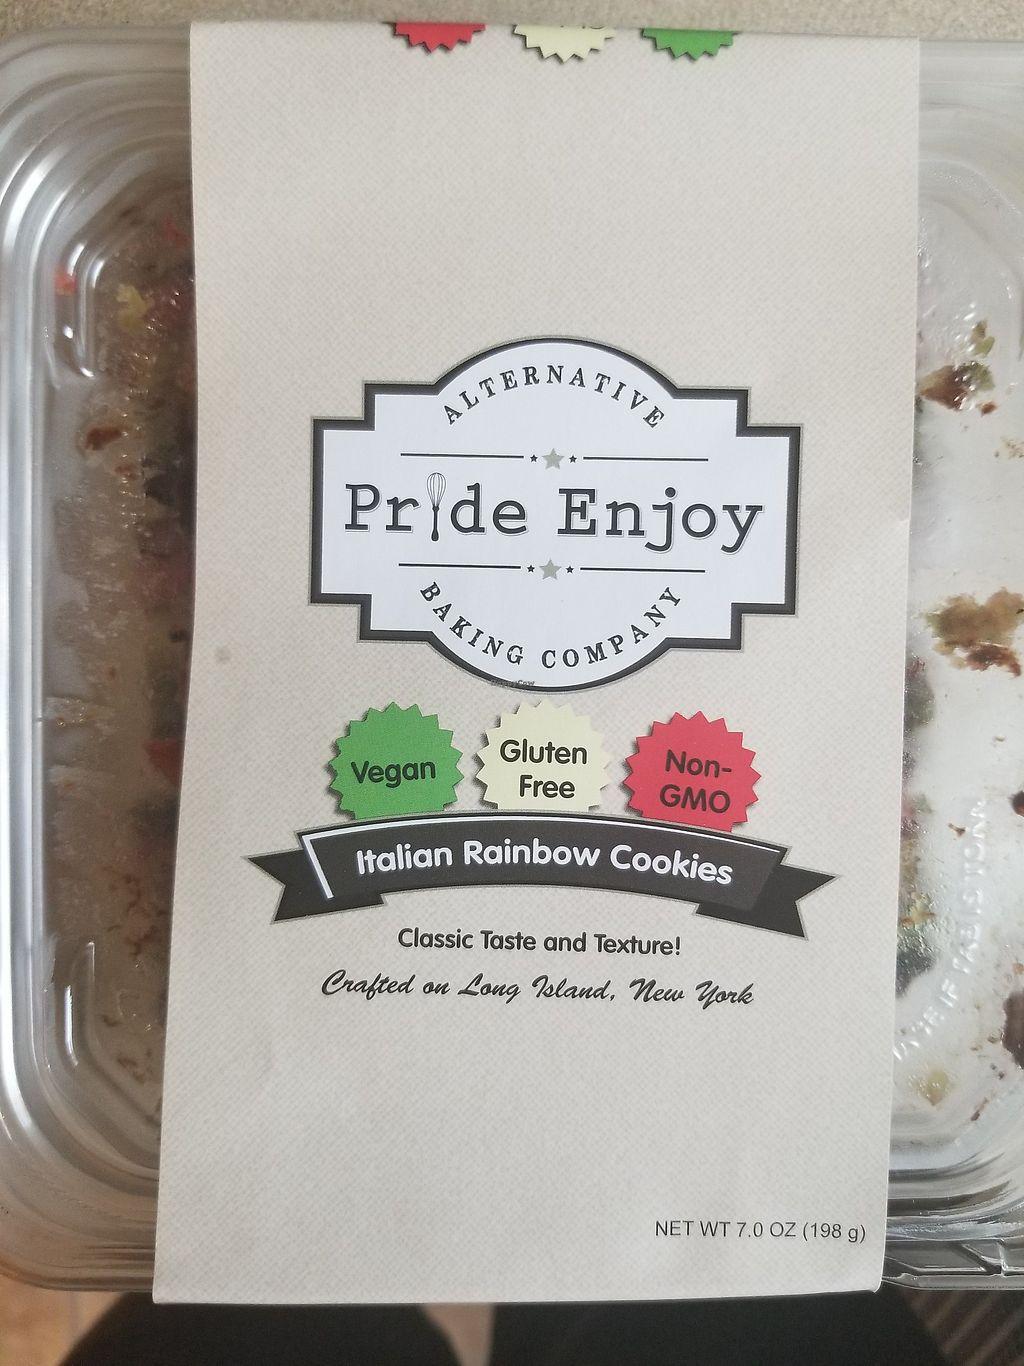 ALTERNATIVE
Pride Enjoy
BAKING COMPANY
Vegan
Gluten
Free
Non-
GMO
Italian Rainbow Cookies
Classic Taste and Texture!
Crafted on Long Island, New York
NET WT 7.0 OZ (198 g)